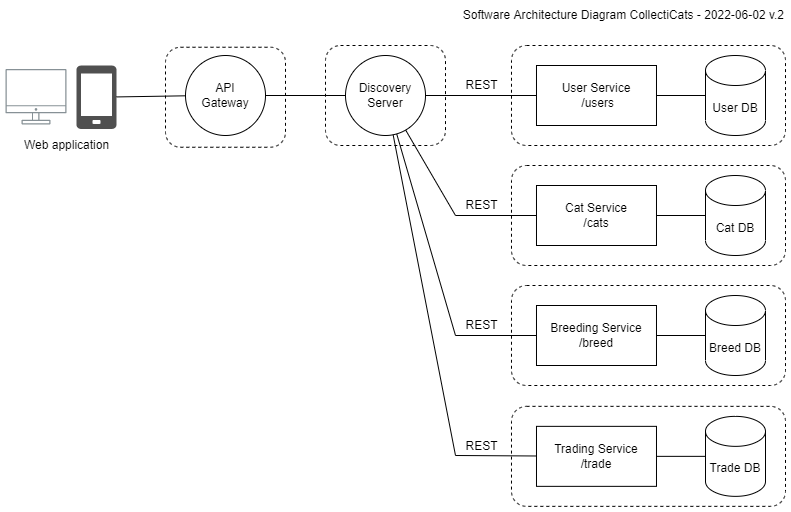 Software Architecture Diagram CollectiCats - 2022-06-02 v.2
Web application
API
Gateway
Discovery
Server
REST
User Service
/users
User DB
REST
Cat Service
/cats
Cat DB
REST
Breeding Service
/breed
Breed DB
REST
Trading Service
/trade
Trade DB